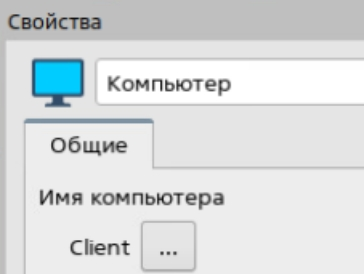 Свойства
Компьютер
Общие
Имя компьютера
Client ...